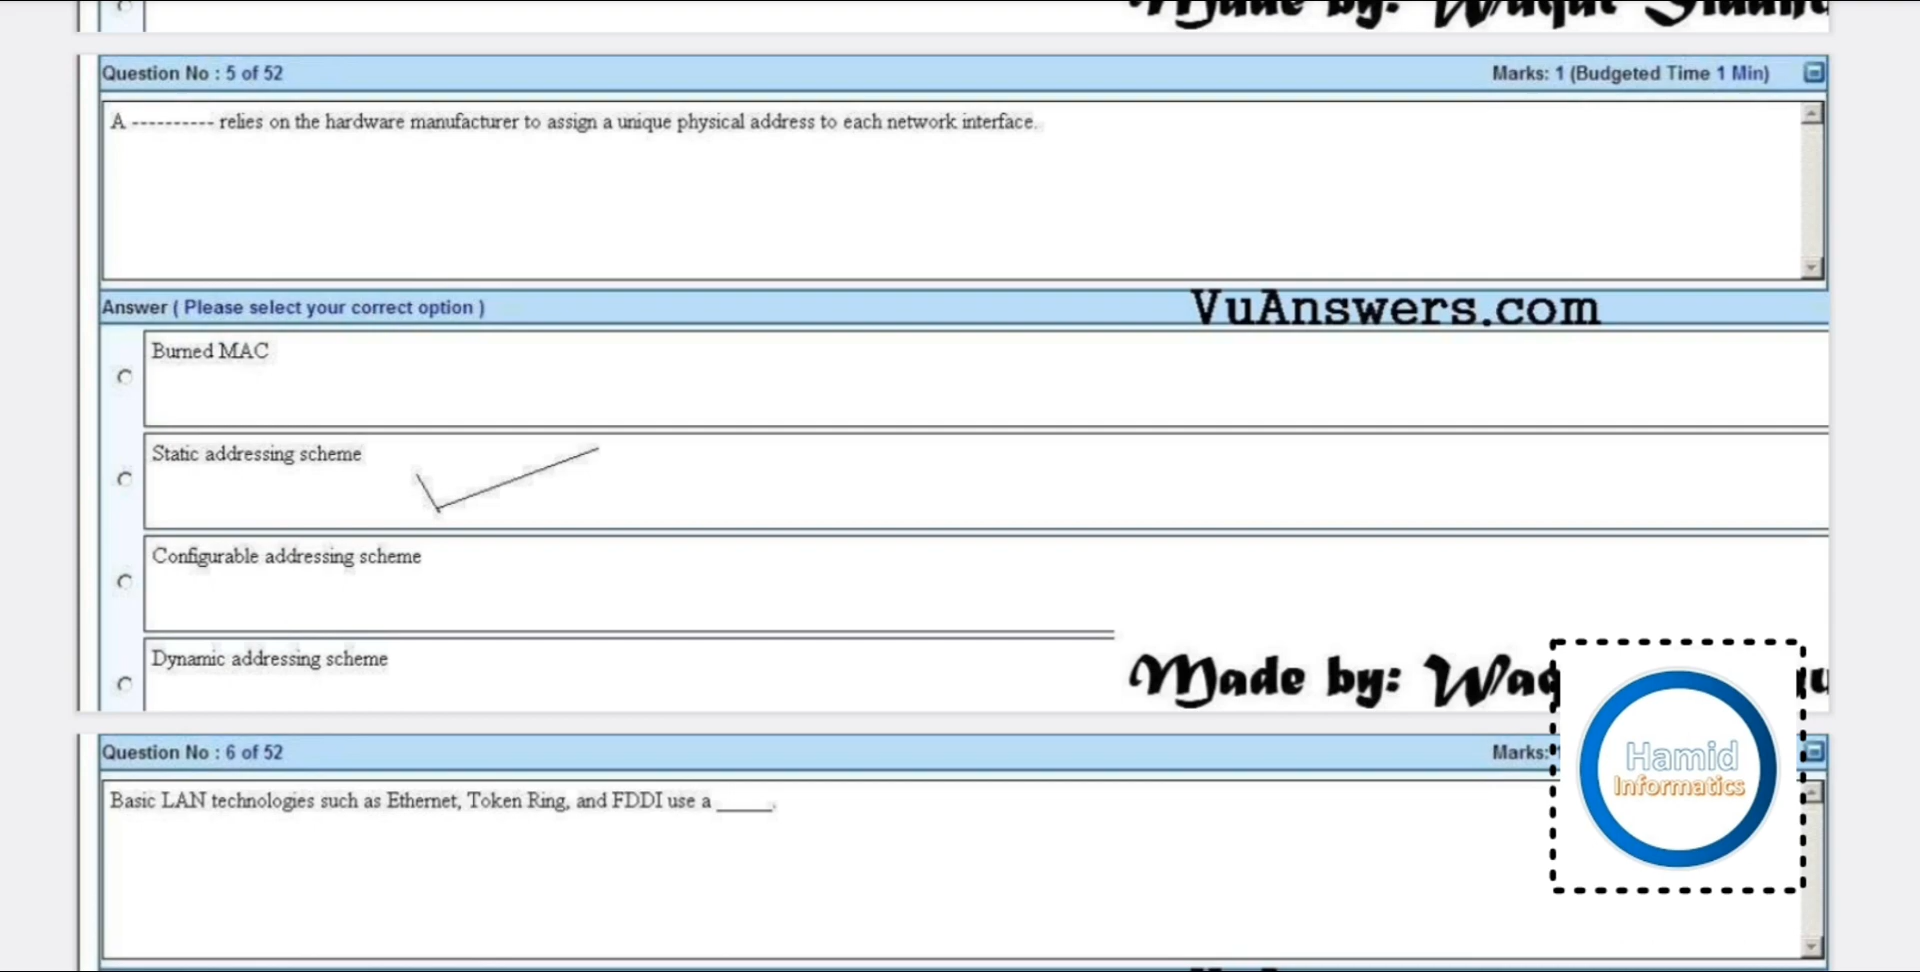 Made by: Waqar
Question No : 5 of 52 Marks: 1 (Budgeted Time 1 Min)
A ---------- relies on the hardware manufacturer to assign a unique physical address to each network interface.
Answer ( Please select your correct option ) VuAnswers.com
Burned MAC
Static addressing scheme
Configurable addressing scheme
Dynamic addressing scheme
Made by:
Question No : 6 of 52 Marks:
Hamid
Informatics
Basic LAN technologies such as Ethernet, Token Ring, and FDDI use a _____.